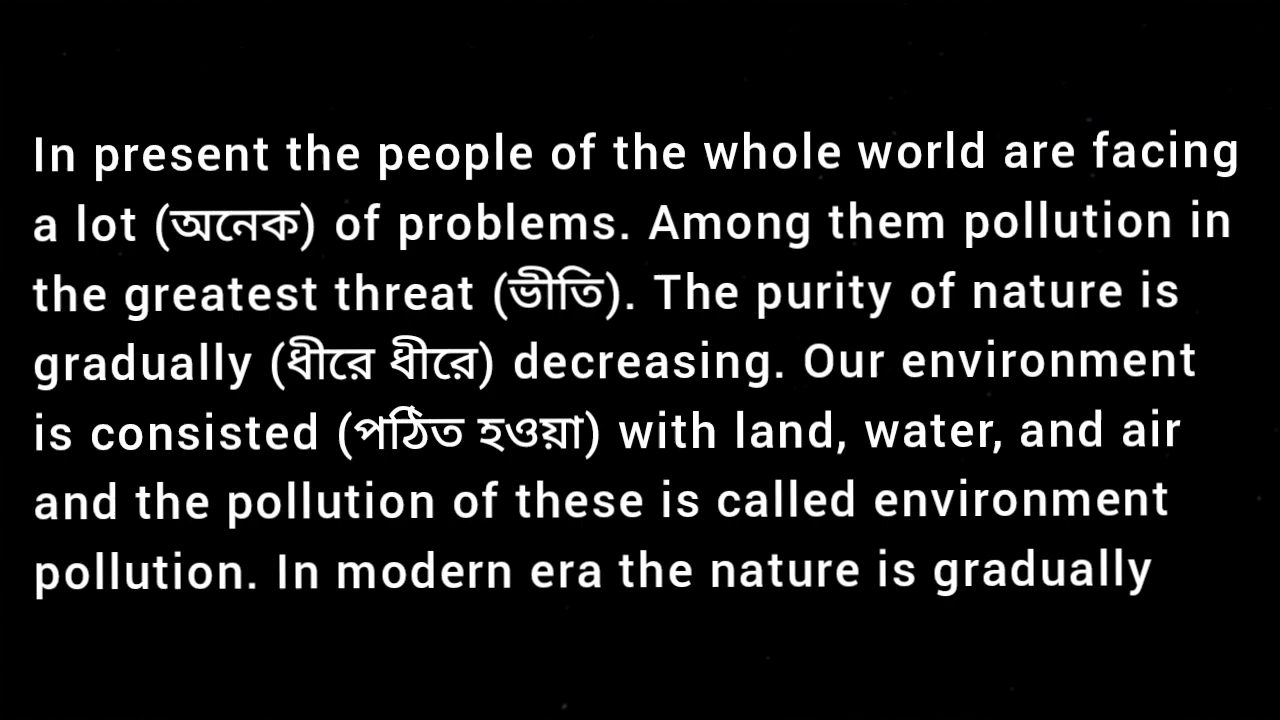 In present the people of the whole world are facing
a lot (অনেক) of problems. Among them pollution in
the greatest threat (ভীতি). The purity of nature is
gradually (ধীরে ধীরে) decreasing. Our environment
is consisted (পঠিত হওয়া) with land, water, and air
and the pollution of these is called environment
pollution. In modern era the nature is gradually